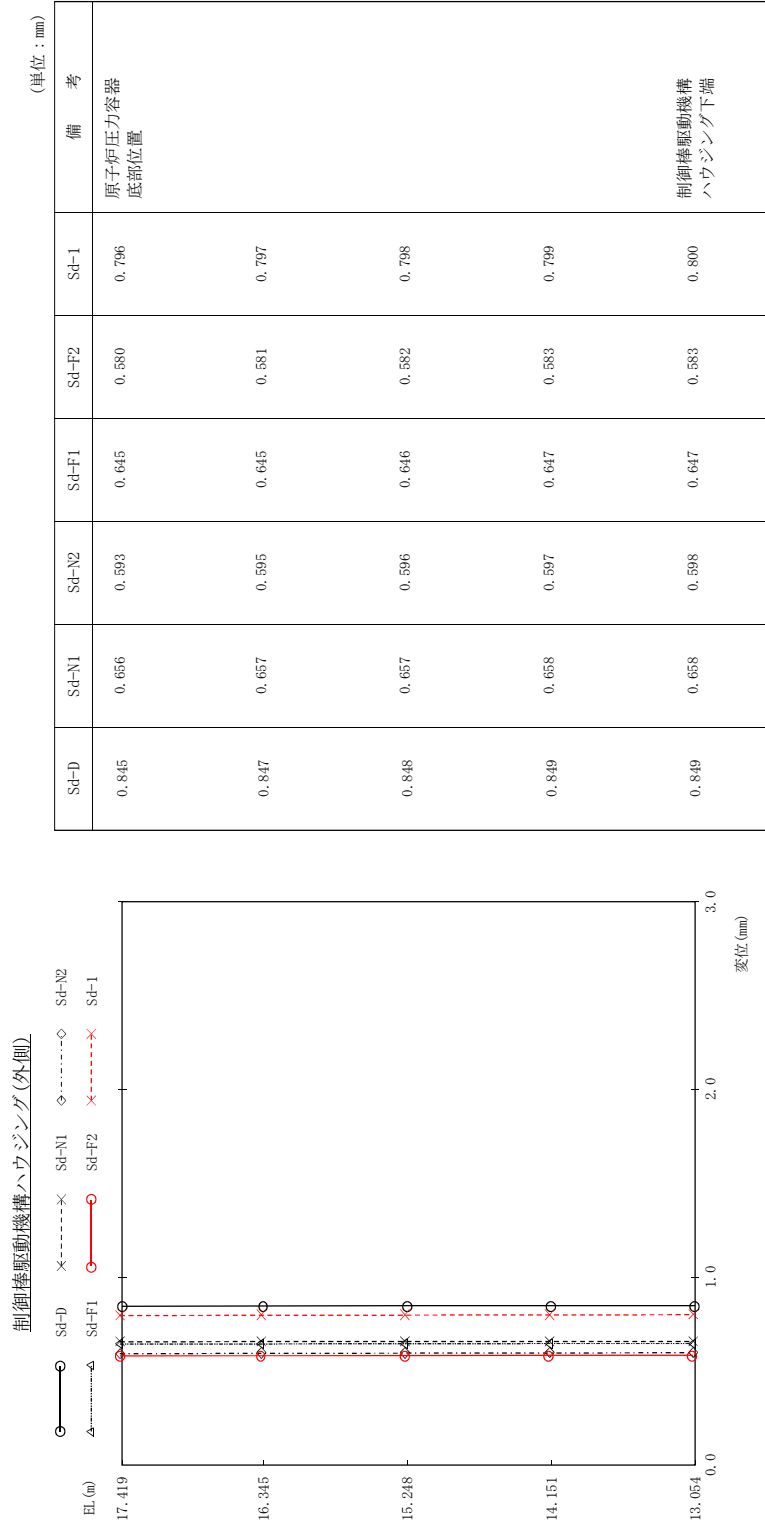 制御棒駆動機構ハウジング(外側)
Sd-D
Sd-N1
Sd-N2
Sd-F1
Sd-F2
Sd-1
EL(m)
17.419
16.345
15.248
14.151
13.054
0.0
1.0
2.0
3.0
変位(mm)
(単位:mm)
Sd-D Sd-N1 Sd-N2 Sd-F1 Sd-F2 Sd-1 備 考
0.845 0.656 0.593 0.645 0.580 0.796 原子炉圧力容器
底部位置
0.847 0.657 0.595 0.645 0.581 0.797
0.848 0.657 0.596 0.646 0.582 0.798
0.849 0.658 0.597 0.647 0.583 0.799
0.849 0.658 0.598 0.647 0.583 0.800 制御棒駆動機構
ハウジング下端